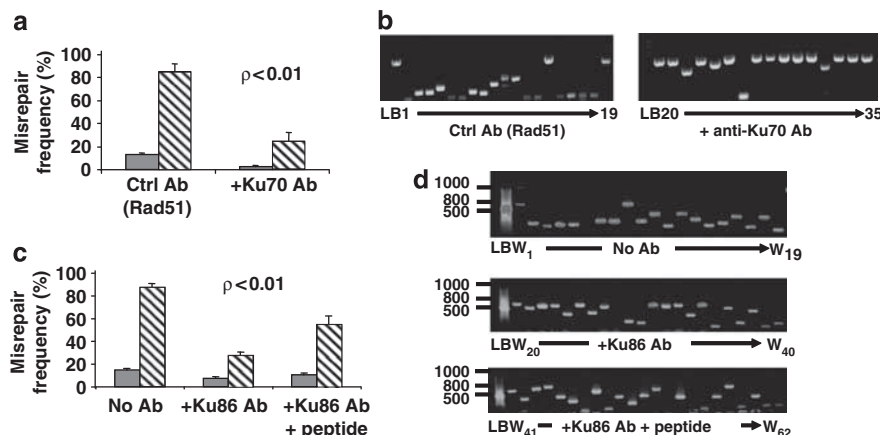 a
Misrepair
frequency (%)
100
80
60
40
20
0
ρ<0.01
Ctrl Ab
(Rad51)
+Ku70 Ab
b
LB1
19
Ctrl Ab (Rad51)
LB20
35
+ anti-Ku70 Ab
c
Misrepair
frequency (%)
100
80
60
40
20
0
ρ<0.01
No Ab
+Ku86 Ab
+Ku86 Ab
+ peptide
d
1000
800
500
LBW1
No Ab
W19
1000
800
500
LBW20
+Ku86 Ab
W40
1000
800
500
LBW41
+Ku86 Ab + peptide
W62